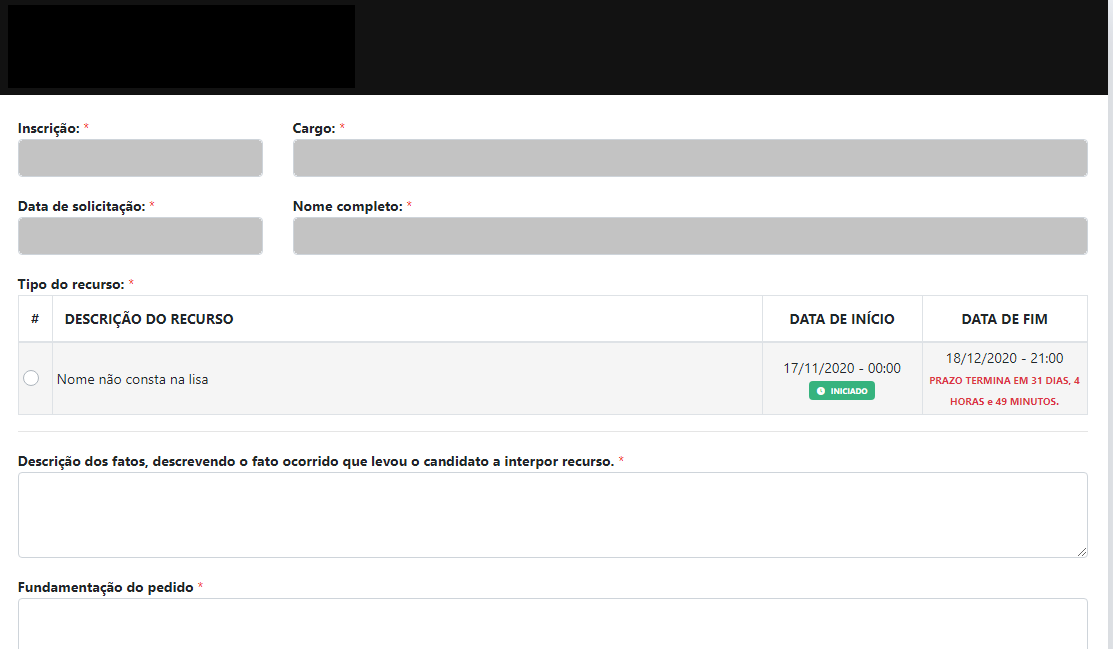 Inscrição: *
Cargo: *
Data de solicitação: *
Nome completo: *
Tipo do recurso: *
# DESCRIÇÃO DO RECURSO DATA DE INÍCIO DATA DE FIM
Nome não consta na lisa
17/11/2020 - 00:00
INICIADO
18/12/2020 - 21:00
PRAZO TERMINA EM 31 DIAS, 4
HORAS e 49 MINUTOS.
Descrição dos fatos, descrevendo o fato ocorrido que levou o candidato a interpor recurso. *
Fundamentação do pedido *